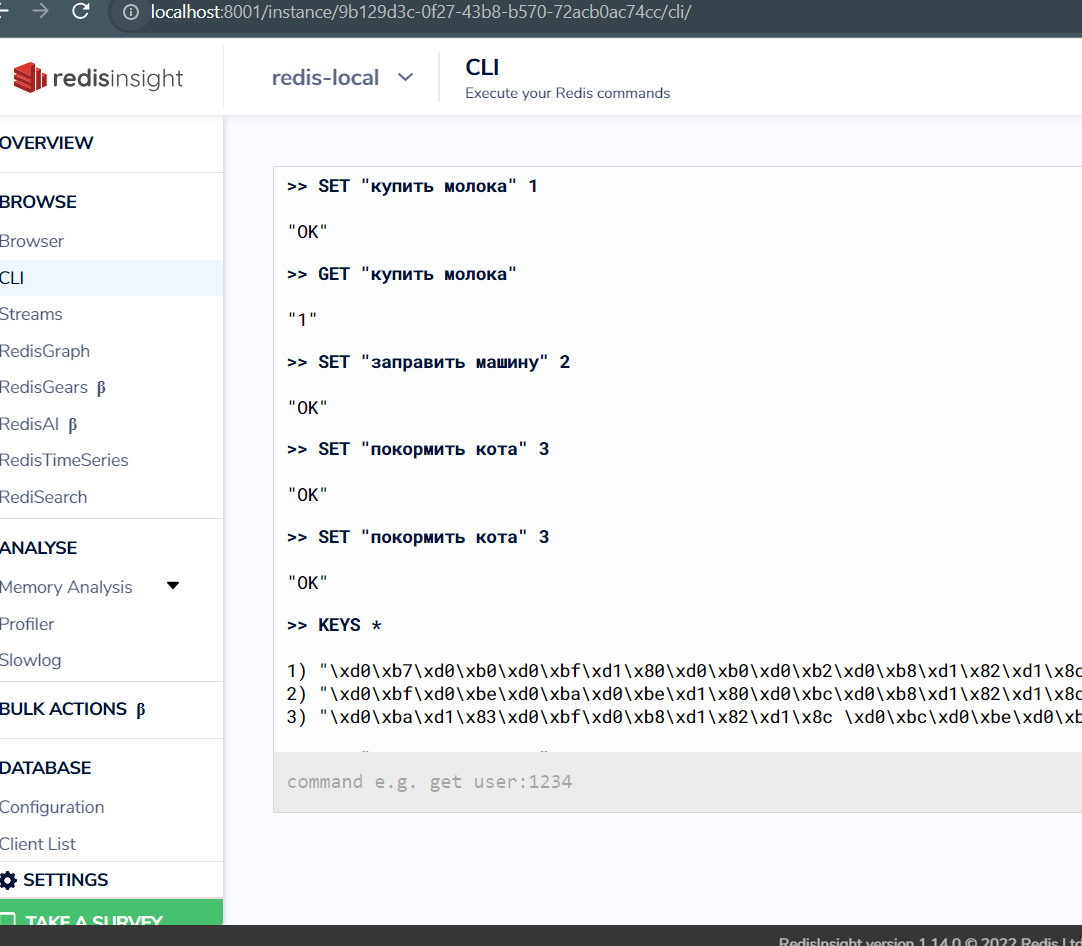 localhost:8001/instance/9b129d3c-0f27-43b8-b570-72acb0ac74cc/cli/
redisinsight
redis-local
CLI
Execute your Redis commands
OVERVIEW
BROWSE
Browser
CLI
Streams
RedisGraph
RedisGears β
RedisAI β
RedisTimeSeries
RediSearch
ANALYSE
Memory Analysis
Profiler
Slowlog
BULK ACTIONS β
DATABASE
Configuration
Client List
SETTINGS
TAKE A SURVEY
>> SET "купить молока" 1
"OK"
>> GET "купить молока"
"1"
>> SET "заправить машину" 2
"OK"
>> SET "покормить кота" 3
"OK"
>> SET "покормить кота" 3
"OK"
>> KEYS *
1) "\xd0\xb7\xd0\xb0\xd0\xbf\xd1\x80\xd0\xb0\xd0\xb2\xd0\xb8\xd1\x82\xd1\x8c
2) "\xd0\xbf\xd0\xbe\xd0\xba\xd0\xbe\xd1\x80\xd0\xbc\xd0\xb8\xd1\x82\xd1\x8c
3) "\xd0\xba\xd1\x83\xd0\xbf\xd0\xb8\xd1\x82\xd1\x8c \xd0\xbc\xd0\xbe\xd0\xb
command e.g. get user:1234
RedisInsight version 1.14.0 © 2022 Redis Ltd